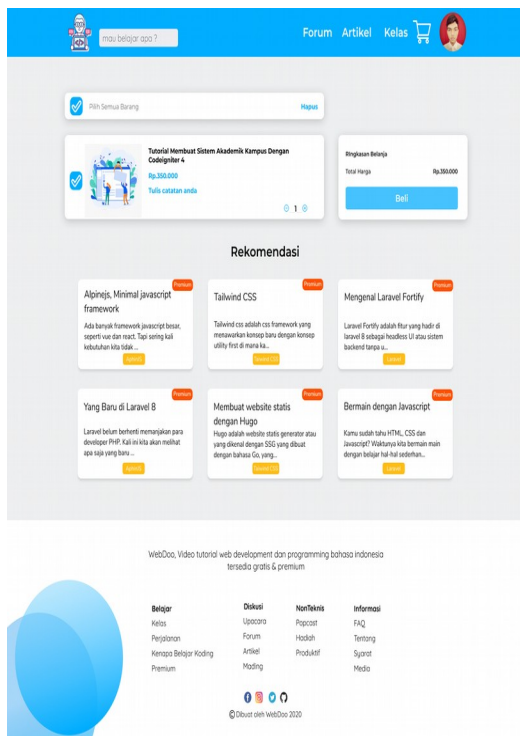 mau belajar apa ?
Forum Artikel Kelas
Pilih Semua Barang
Hapus
Tutorial Membuat Sistem Akademik Kampus Dengan
Codeigniter 4
Rp.350.000
Tulis catatan anda
1
Ringkasan Belanja
Total Harga Rp.350.000
Beli
Rekomendasi
Premium
Alpinejs, Minimal javascript
framework
Ada banyak framework javascript besar,
seperti vue dan react. Tapi sering kali
kebutuhan kita tidak ...
Premium
Tailwind CSS
Tailwind css adalah css framework yang
menawarkan konsep baru dengan konsep
utility first di mana ka...
Tailwind CSS
Premium
Mengenal Laravel Fortify
Laravel Fortify adalah fitur yang hadir di
laravel 8 sebagai headless UI atau sistem
backend tanpa u...
Laravel
Premium
Yang Baru di Laravel 8
Laravel belum berhenti memanjakan para
developer PHP. Kali ini kita akan melihat
apa saja yang baru ...
Premium
Membuat website statis
dengan Hugo
Hugo adalah website statis generator atau
yang dikenal dengan SSG yang dibuat
dengan bahasa Go, yang...
Tailwind CSS
Premium
Bermain dengan Javascript
Kamu sudah tahu HTML, CSS dan
Javascript? Waktunya kita bermain main
dengan belajar hal-hal sederhan...
Laravel
WebDoo, Video tutorial web development dan programming bahasa indonesia
tersedia gratis & premium
Belajar
Kelas
Perjalanan
Kenapa Belajar Koding
Premium
Diskusi
Upacara
Forum
Artikel
Mading
NonTeknis
Popcast
Hadiah
Produktif
Informasi
FAQ
Tentang
Syarat
Media
© Dibuat oleh WebDoo 2020